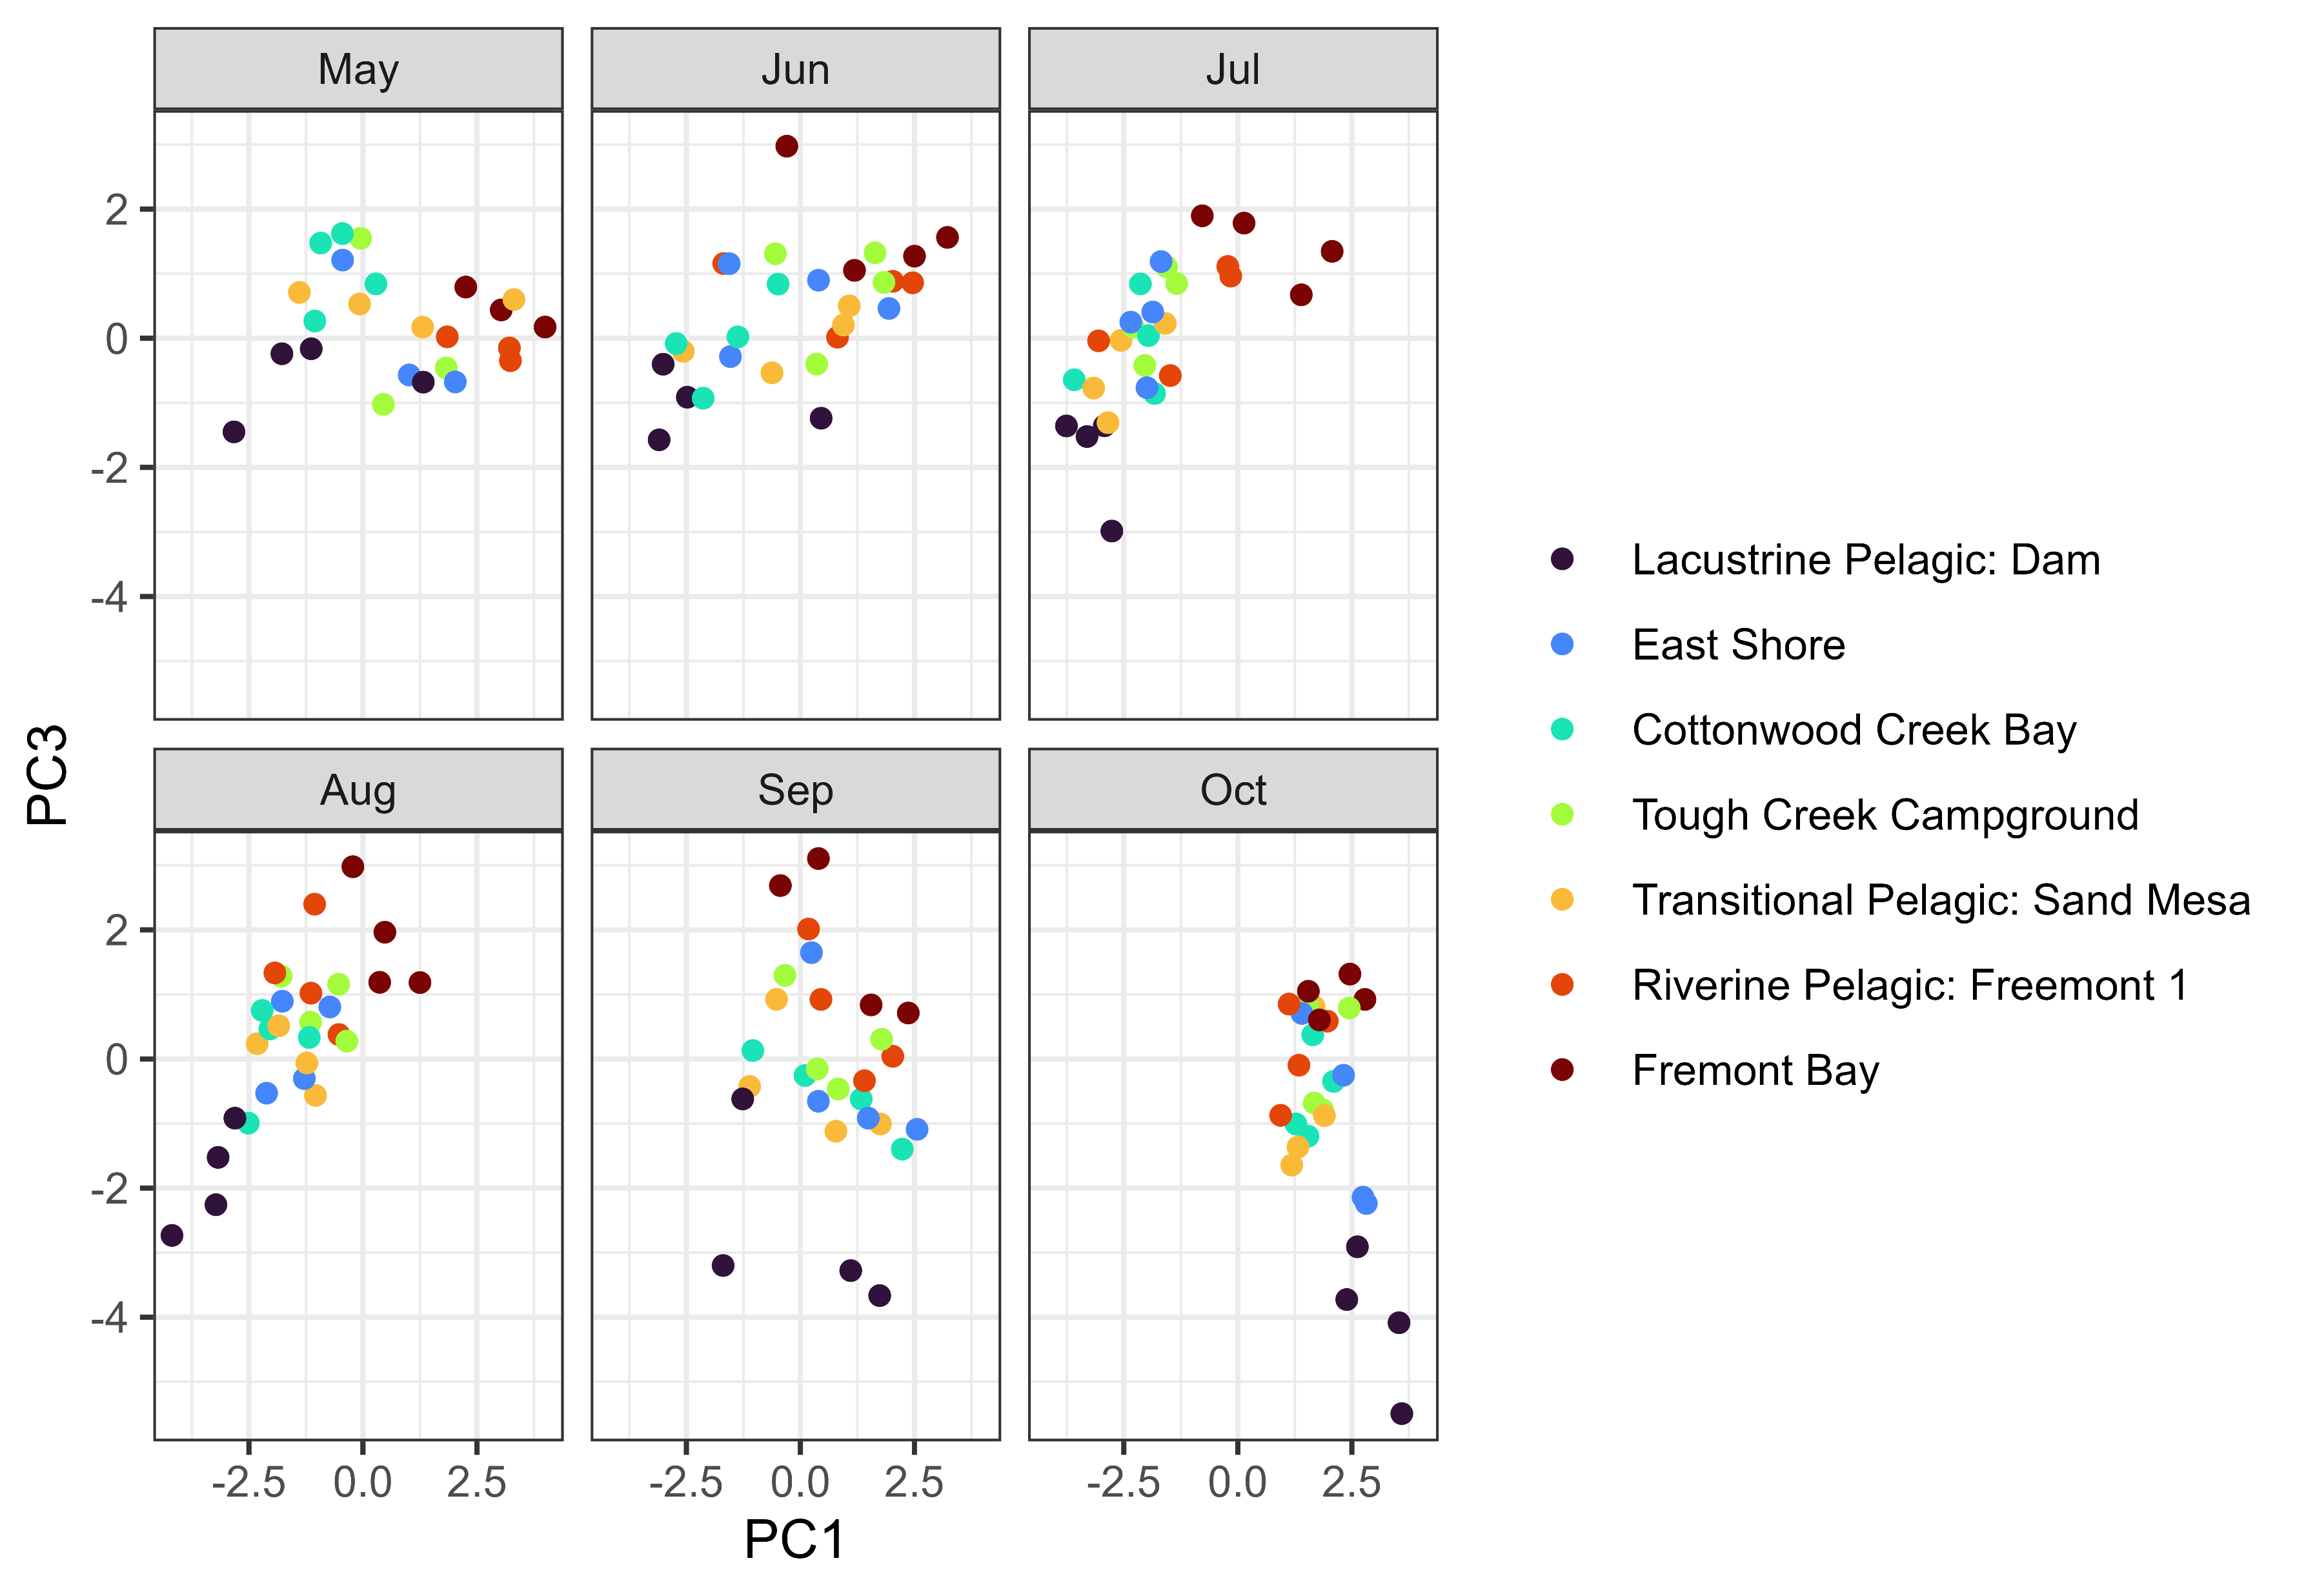 May
Jun
Jul
2
0
-2
-4
Aug
Sep
Oct
2
0
-2
-4
-2.5 0.0 2.5
-2.5 0.0 2.5
-2.5 0.0 2.5
PC1
PC3
Lacustrine Pelagic: Dam
East Shore
Cottonwood Creek Bay
Tough Creek Campground
Transitional Pelagic: Sand Mesa
Riverine Pelagic: Freemont 1
Fremont Bay